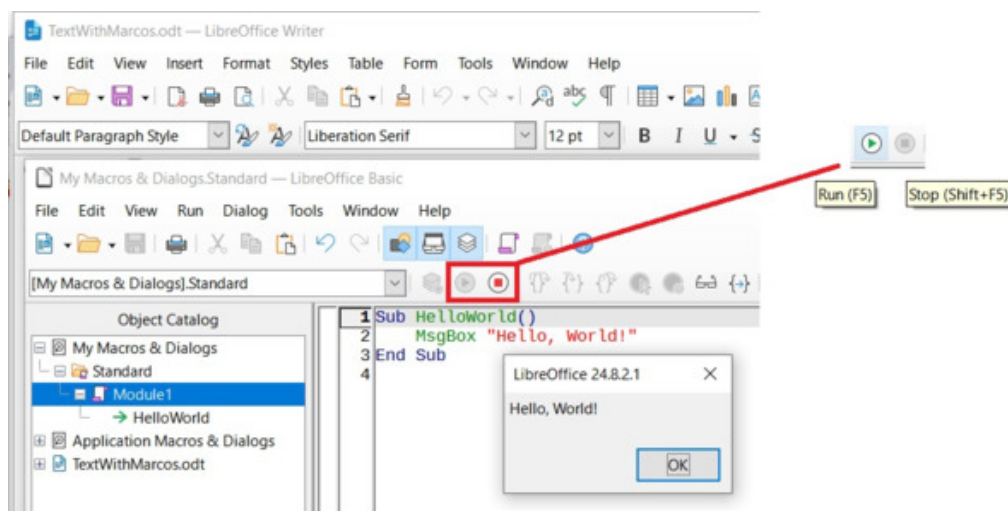 TextWithMarcos.odt — LibreOffice Writer
File Edit View Insert Format Styles Table Form Tools Window Help
Default Paragraph Style Liberation Serif 12 pt B I U S
My Macros & Dialogs.Standard — LibreOffice Basic
File Edit View Run Dialog Tools Window Help
[My Macros & Dialogs].Standard
Run (F5) Stop (Shift+F5)
Object Catalog
My Macros & Dialogs
Standard
Module1
HelloWorld
Application Macros & Dialogs
TextWithMarcos.odt
1 Sub HelloWorld()
2 MsgBox "Hello, World!"
3 End Sub
4
LibreOffice 24.8.2.1
Hello, World!
OK